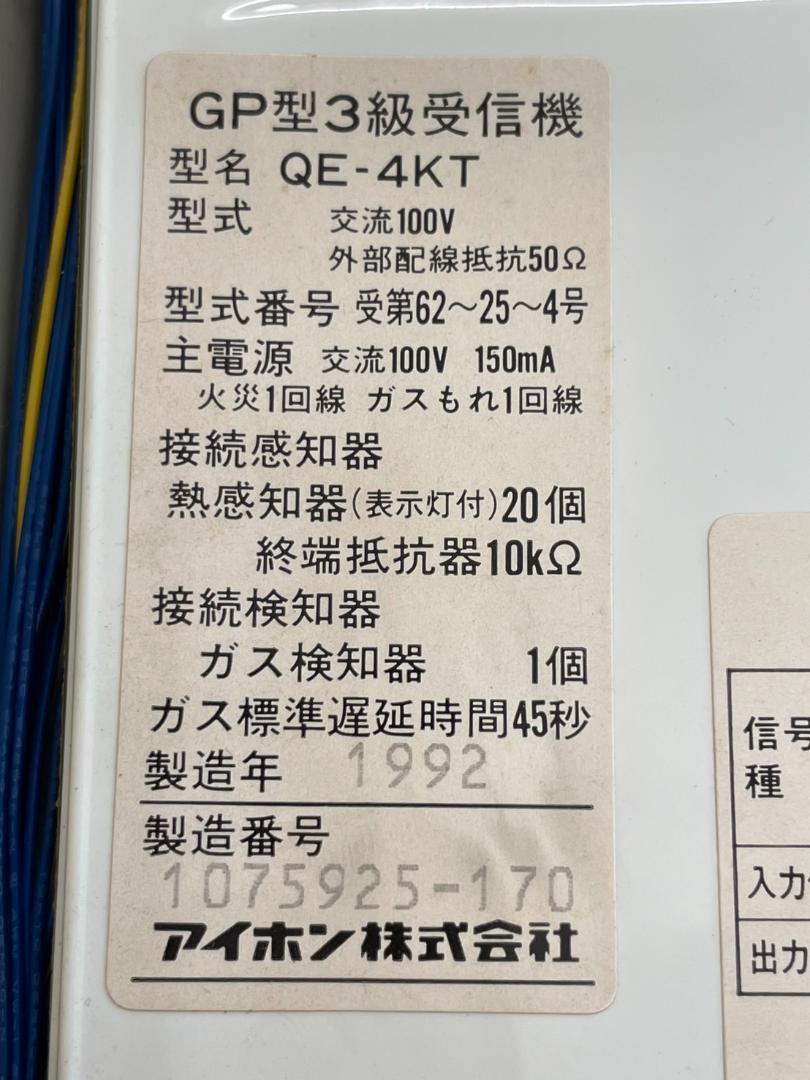 GP型3級受信機
型名 QE-4KT
型式 交流100V
外部配線抵抗50Ω
型式番号 受第62〜25〜4号
主電源 交流100V 150mA
火災1回線 ガスもれ1回線
接続感知器
熱感知器(表示灯付)20個
終端抵抗器10kΩ
接続検知器
ガス検知器 1個
ガス標準遅延時間45秒
製造年 1992
製造番号
1075925-170
アイホン株式会社
信号
種
入力
出力